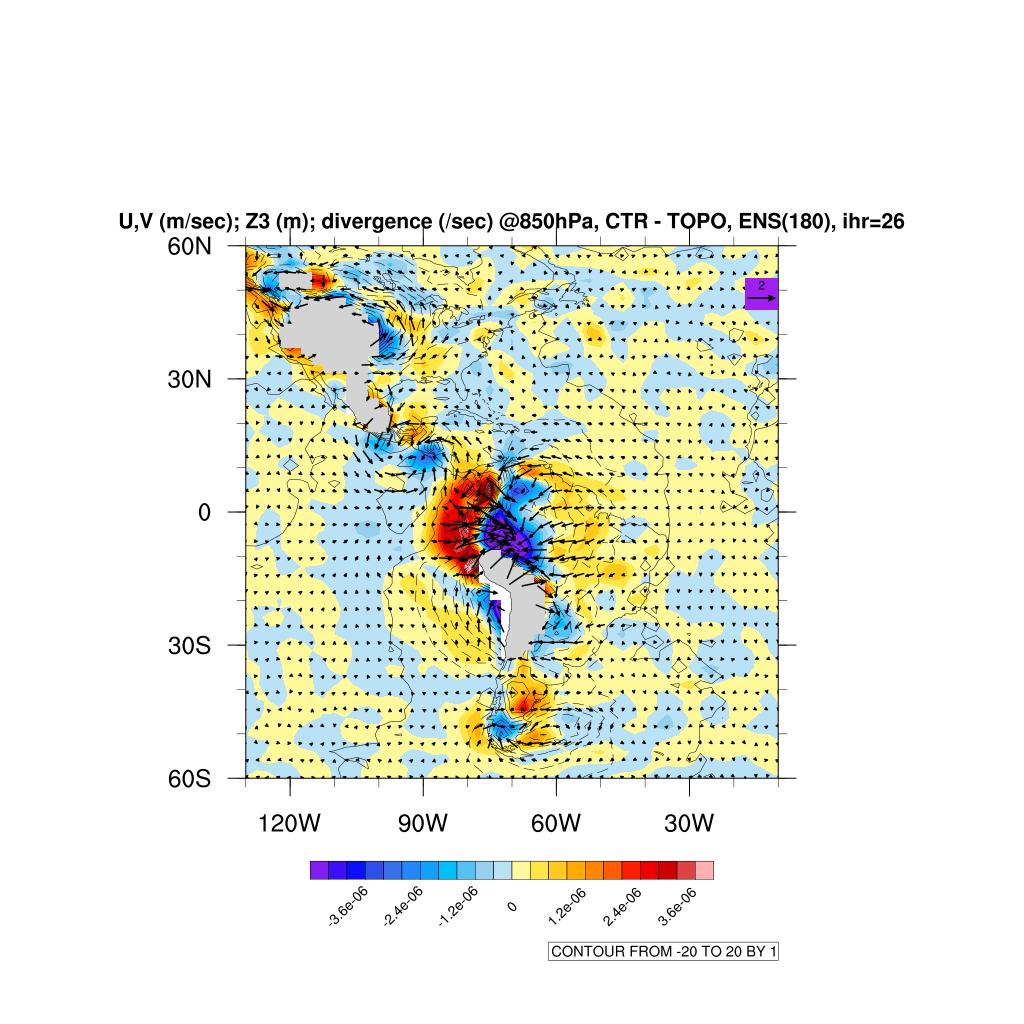 U,V (m/sec); Z3 (m); divergence (/sec) @850hPa, CTR - TOPO, ENS(180), ihr=26
60N
2
30N
0
30S
60S
120W 90W 60W 30W
-3.6e-06 -2.4e-06 -1.2e-06 0 1.2e-06 2.4e-06 3.6e-06
CONTOUR FROM -20 TO 20 BY 1